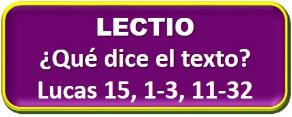 LECTIO
¿Qué dice el texto?
Lucas 15, 1-3, 11-32